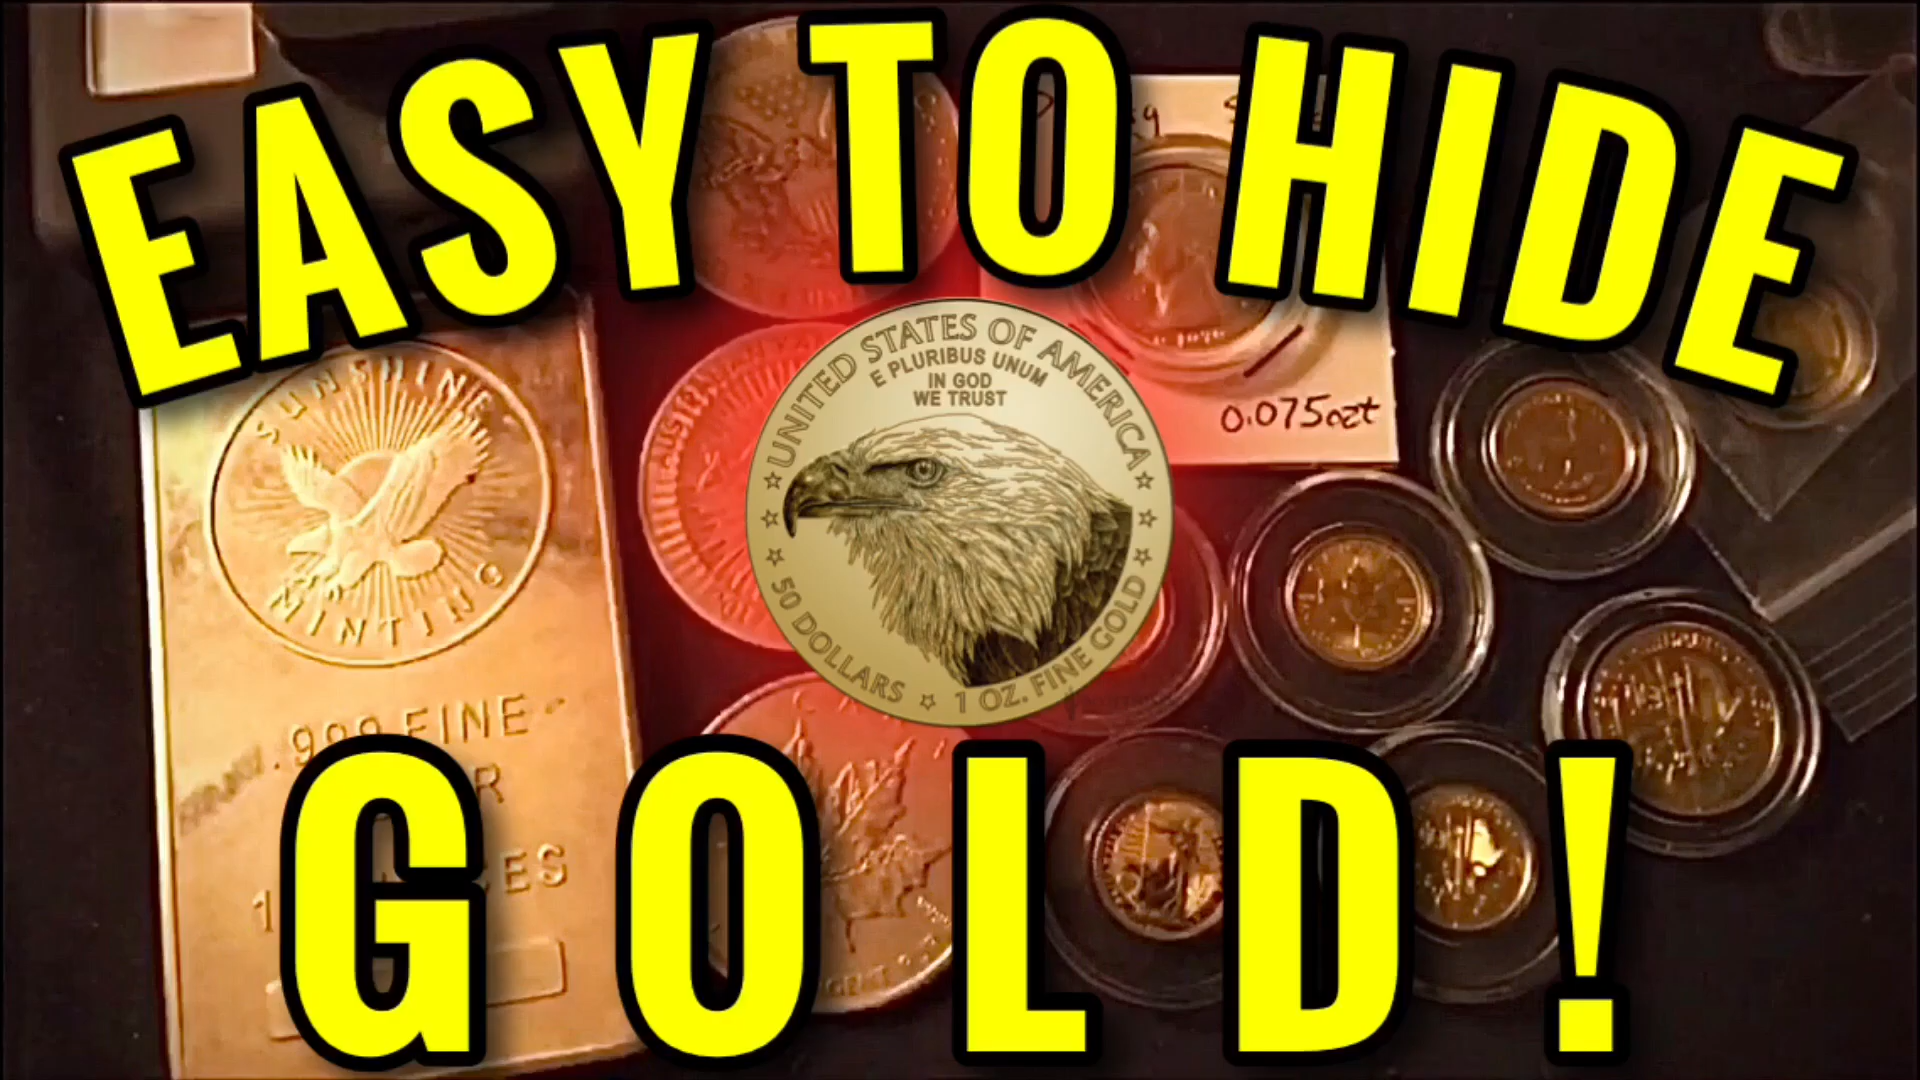 EASY TO HIDE
GOLD!
UNITED STATES OF AMERICA
E PLURIBUS UNUM
IN GOD
WE TRUST
50 DOLLARS ☆ 1 OZ. FINE GOLD
0.075ozt
SUNSHINE
MINTING
999 FINE